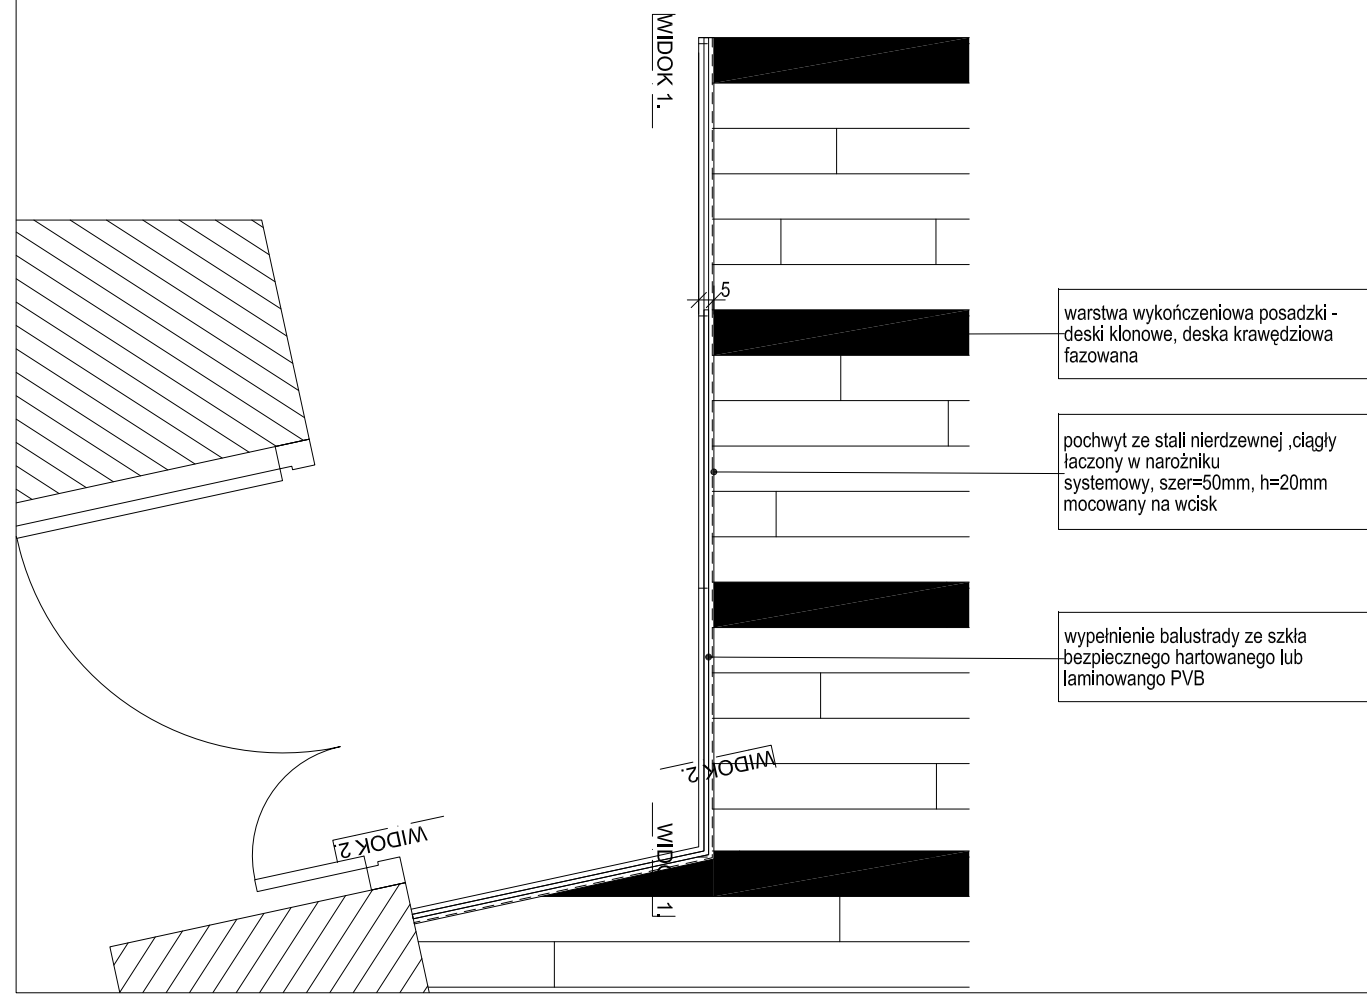 WIDOK 1.
5
warstwa wykończeniowa posadzki -
deski klonowe, deska krawędziowa
fazowana
pochwyt ze stali nierdzewnej ,ciągły
łaczony w narożniku
systemowy, szer=50mm, h=20mm
mocowany na wcisk
wypełnienie balustrady ze szkła
bezpiecznego hartowanego lub
laminowango PVB
WIDOK 2.
WIDOK 2.
WIDOK 1.